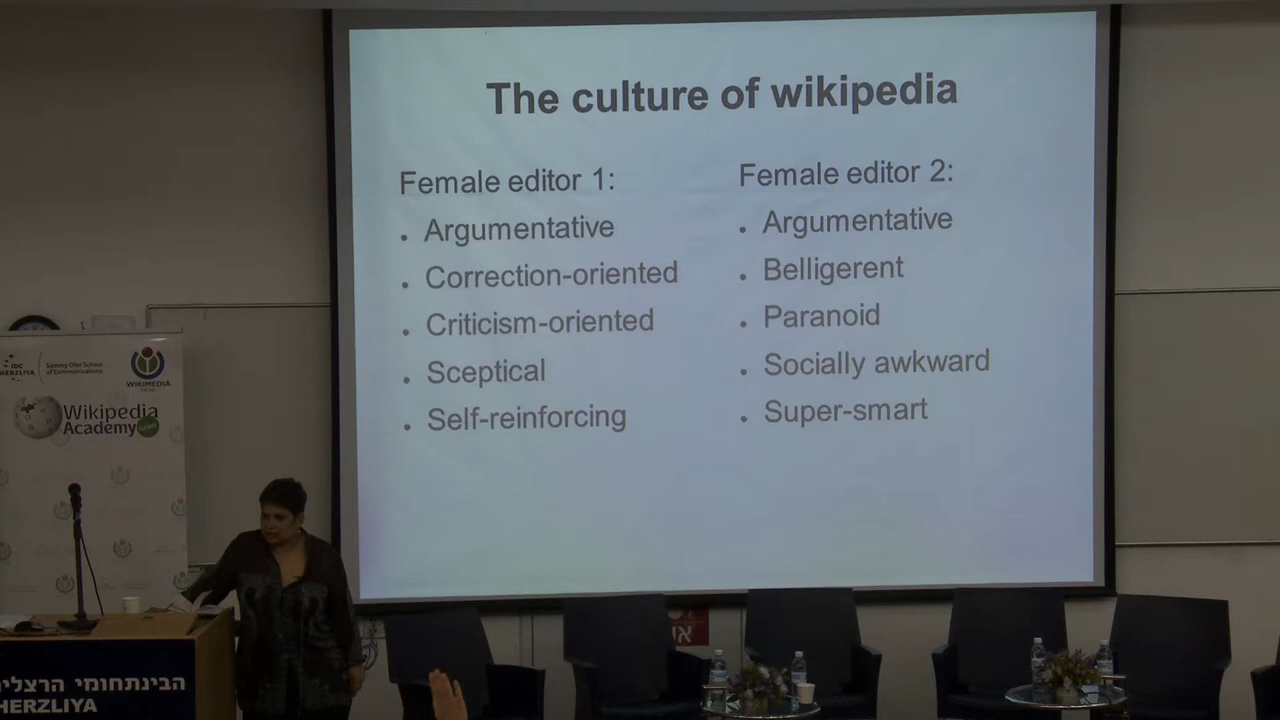 The culture of wikipedia
Female editor 1:
. Argumentative
. Correction-oriented
. Criticism-oriented
. Sceptical
. Self-reinforcing
Female editor 2:
. Argumentative
. Belligerent
. Paranoid
. Socially awkward
. Super-smart
IDC
HERZLIYA
Sammy Ofer School
of Communications
WIKIMEDIA
Wikipedia
Academy
הבינתחומי הרצלי
HERZLIYA